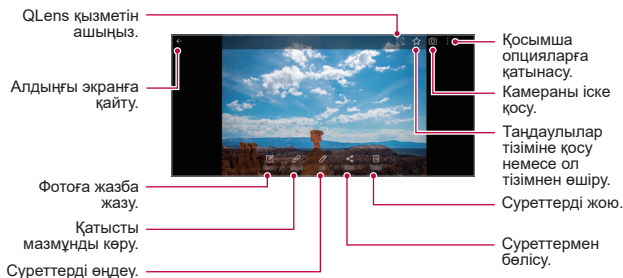 QLens қызметін
ашыңыз.
Алдыңғы экранға
қайту.
Фотоға жазба
жазу.
Қатысты
мазмұнды көру.
Суреттерді өңдеу.
Қосымша
опцияларға
қатынасу.
Камераны іске
қосу.
Таңдаулылар
тізіміне қосу
немесе ол
тізімнен өшіру.
Суреттерді жою.
Суреттермен
бөлісу.